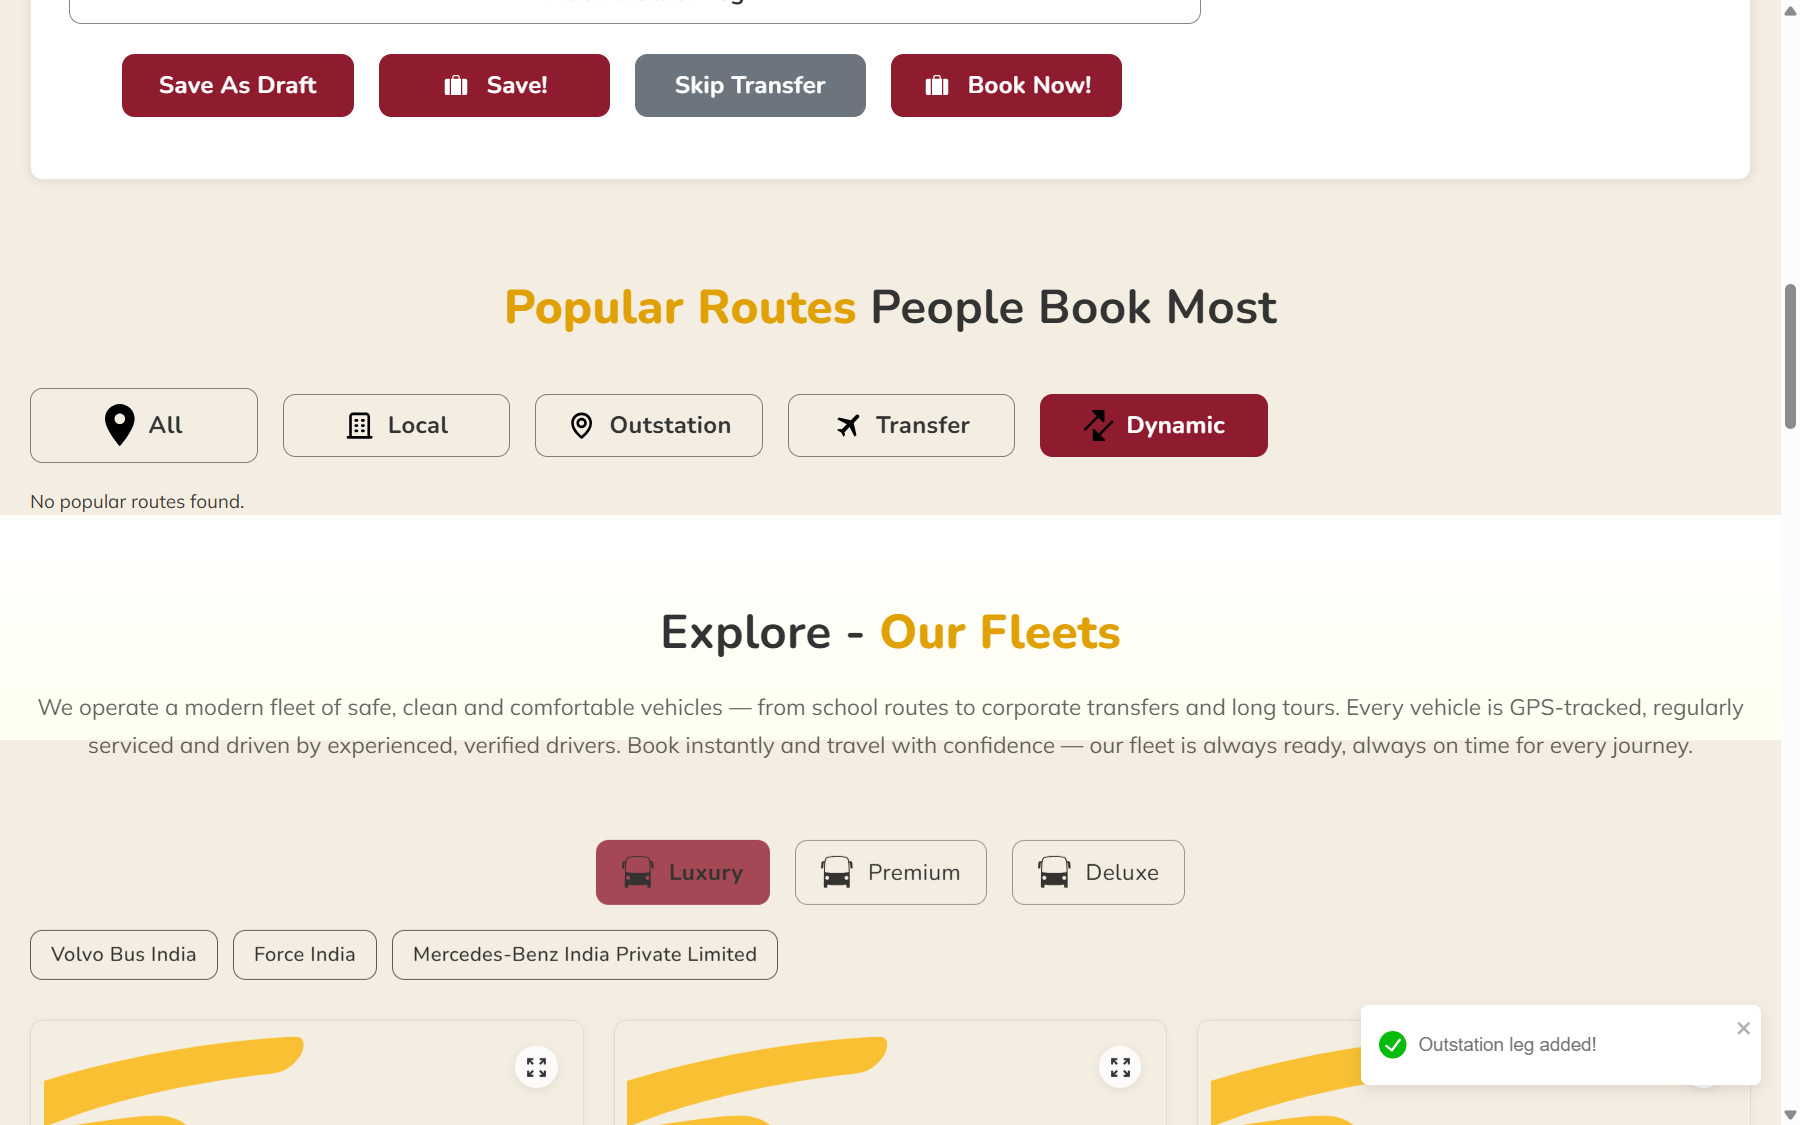 Save As Draft
Save!
Skip Transfer
Book Now!
Popular Routes People Book Most
All
Local
Outstation
Transfer
Dynamic
No popular routes found.
Explore - Our Fleets
We operate a modern fleet of safe, clean and comfortable vehicles — from school routes to corporate transfers and long tours. Every vehicle is GPS-tracked, regularly
serviced and driven by experienced, verified drivers. Book instantly and travel with confidence — our fleet is always ready, always on time for every journey.
Luxury
Premium
Deluxe
Volvo Bus India
Force India
Mercedes-Benz India Private Limited
Outstation leg added!